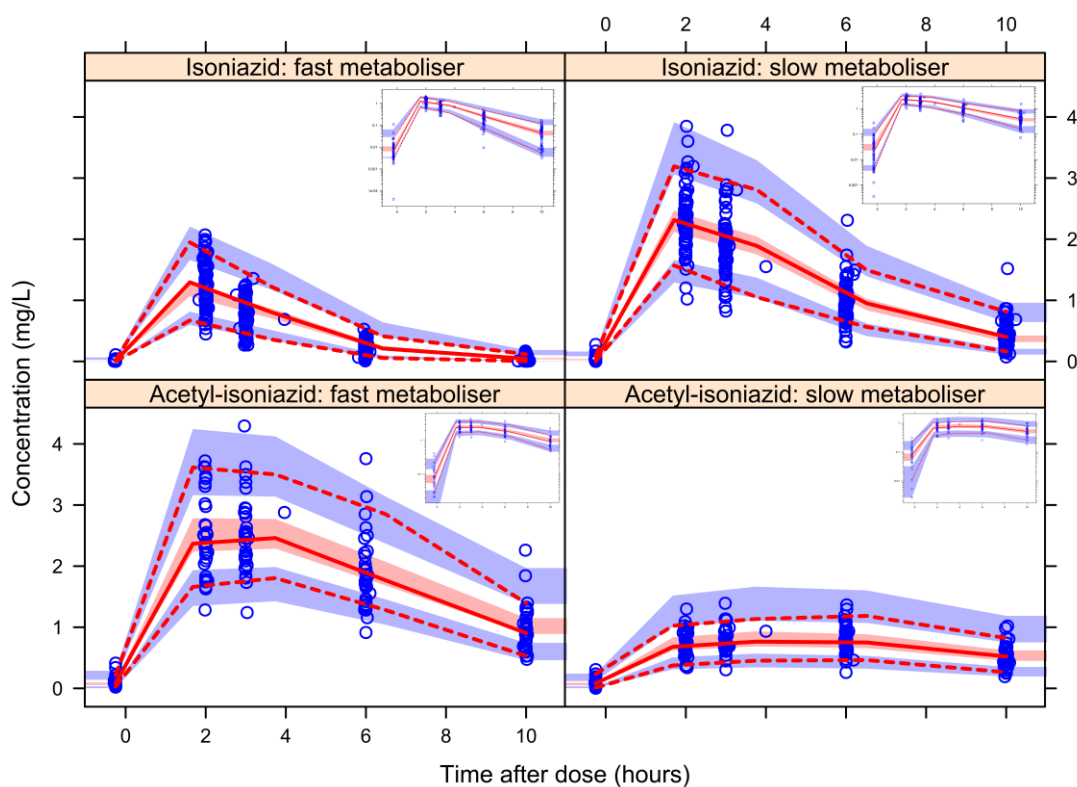 0 2 4 6 8 10
Isoniazid: fast metaboliser
Isoniazid: slow metaboliser
4
3
2
1
0
Acetyl-isoniazid: fast metaboliser
Acetyl-isoniazid: slow metaboliser
4
3
2
1
0
0 2 4 6 8 10
Concentration (mg/L)
Time after dose (hours)